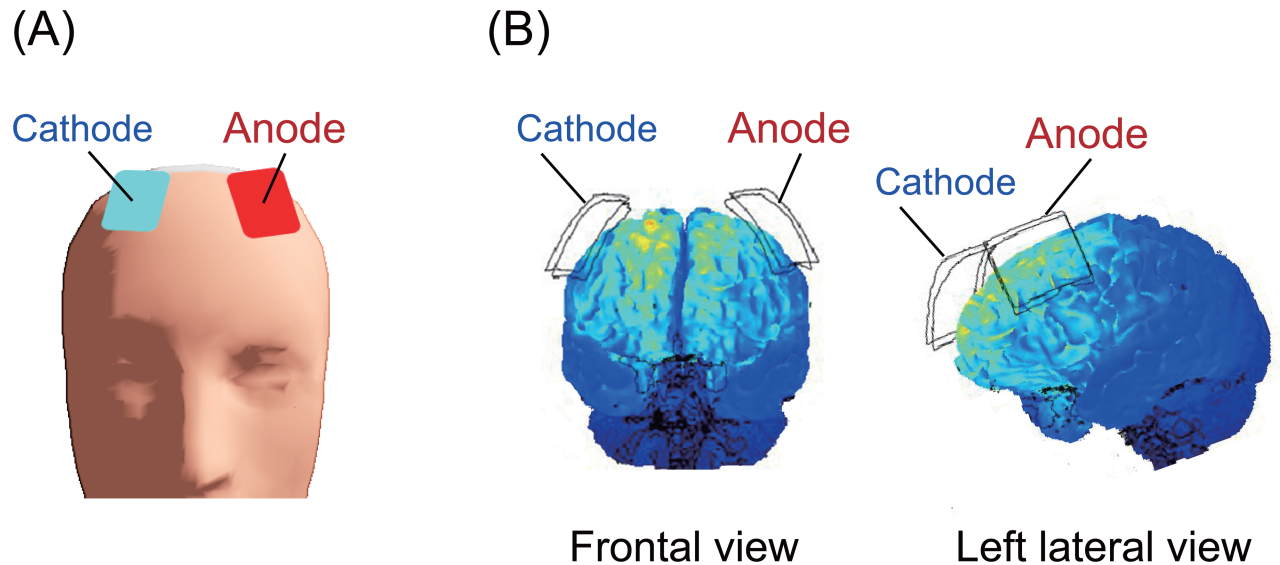 (A)
Cathode
Anode
(B)
Cathode
Anode
Frontal view
Cathode
Anode
Left lateral view